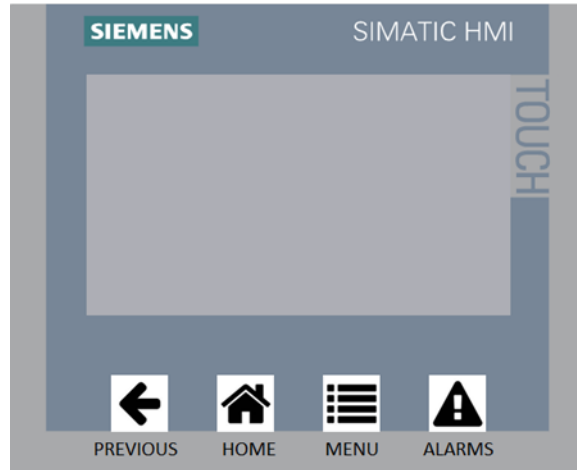 SIEMENS
SIMATIC HMI
TOUCH
PREVIOUS
HOME
MENU
ALARMS